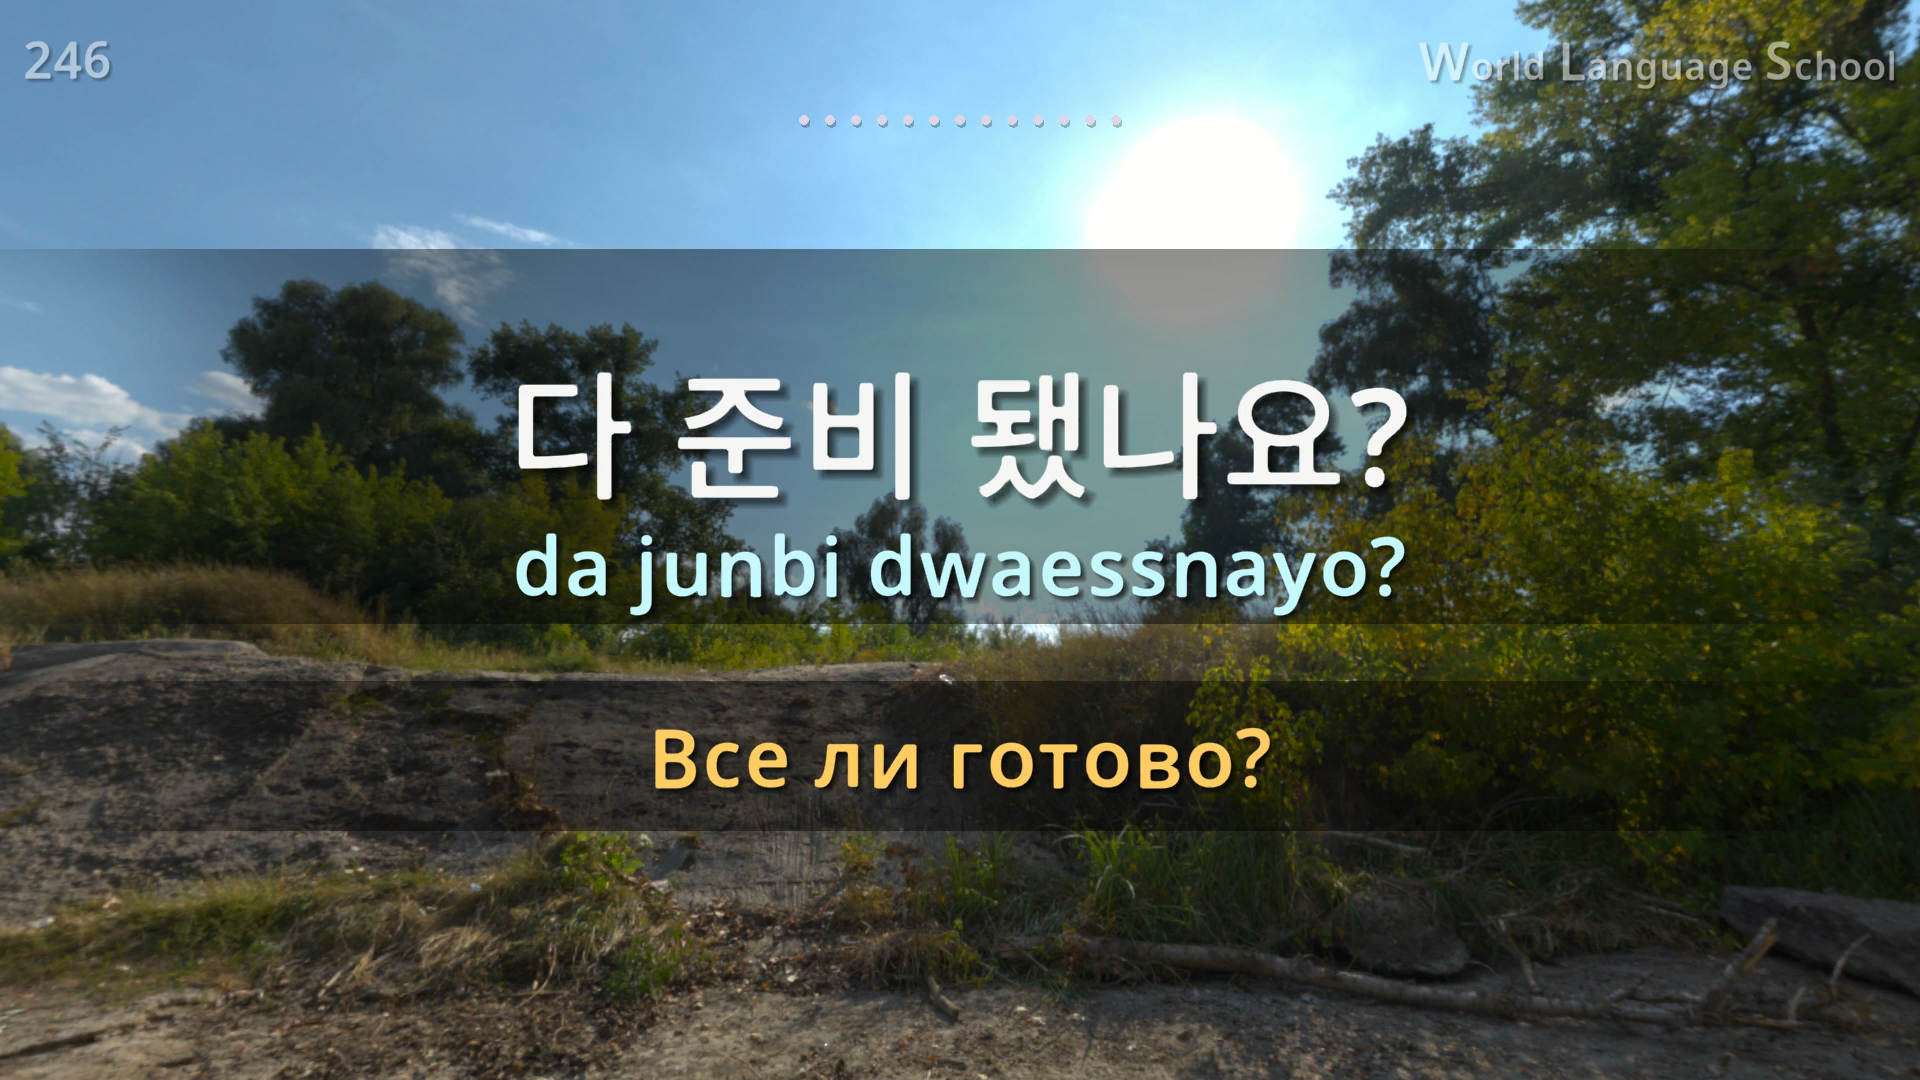 246
World Language School
다 준비 됐나요?
da junbi dwaessnayo?
Все ли готово?